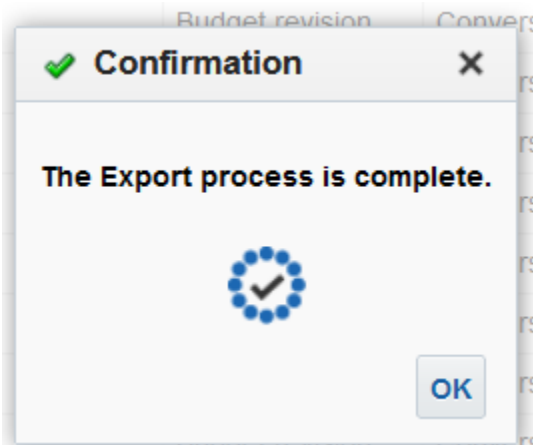 Budget revision
Confirmation
The Export process is complete.
OK